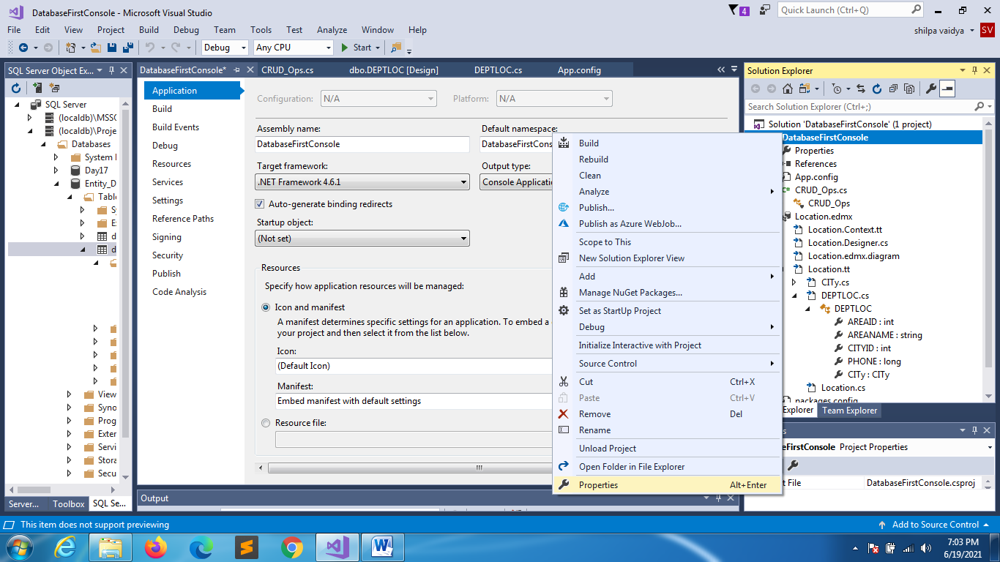 DatabaseFirstConsole - Microsoft Visual Studio
4
Quick Launch (Ctrl+Q)
File Edit View Project Build Debug Team Tools Test Analyze Window Help
shilpa vaidya SV
Debug Any CPU Start
SQL Server Object Ex...
SQL Server
(localdb)\MSSC
(localdb)\Proje
Databases
System I
Day17
Entity_D
Tabl
S
E
d
d
View
Syno
Prog
Exter
Servi
Stora
Secu
Server... Toolbox SQL Se...
DatabaseFirstConsole* CRUD_Ops.cs dbo.DEPTLOC [Design] DEPTLOC.cs App.config
Application
Build
Build Events
Debug
Resources
Services
Settings
Reference Paths
Signing
Security
Publish
Code Analysis
Configuration: N/A Platform: N/A
Assembly name: Default namespace:
DatabaseFirstConsole DatabaseFirstCons
Target framework: Output type:
.NET Framework 4.6.1 Console Applicatio
Auto-generate binding redirects
Startup object:
(Not set)
Resources
Specify how application resources will be managed:
Icon and manifest
A manifest determines specific settings for an application. To embed a
your project and then select it from the list below.
Icon:
(Default Icon)
Manifest:
Embed manifest with default settings
Resource file:
Output
Build
Rebuild
Clean
Analyze
Publish...
Publish as Azure WebJob...
Scope to This
New Solution Explorer View
Add
Manage NuGet Packages...
Set as StartUp Project
Debug
Initialize Interactive with Project
Source Control
Cut Ctrl+X
Paste Ctrl+V
Remove Del
Rename
Unload Project
Open Folder in File Explorer
Properties Alt+Enter
Solution Explorer
Search Solution Explorer (Ctrl+;)
Solution 'DatabaseFirstConsole' (1 project)
DatabaseFirstConsole
Properties
References
App.config
CRUD_Ops.cs
CRUD_Ops
Location.edmx
Location.Context.tt
Location.Designer.cs
Location.edmx.diagram
Location.tt
CITy.cs
DEPTLOC.cs
DEPTLOC
AREAID : int
AREANAME : string
CITYID : int
PHONE : long
CITy : CITy
Location.cs
packages.config
Explorer Team Explorer
s
eFirstConsole Project Properties
t File DatabaseFirstConsole.csproj
This item does not support previewing
Add to Source Control
7:03 PM
6/19/2021